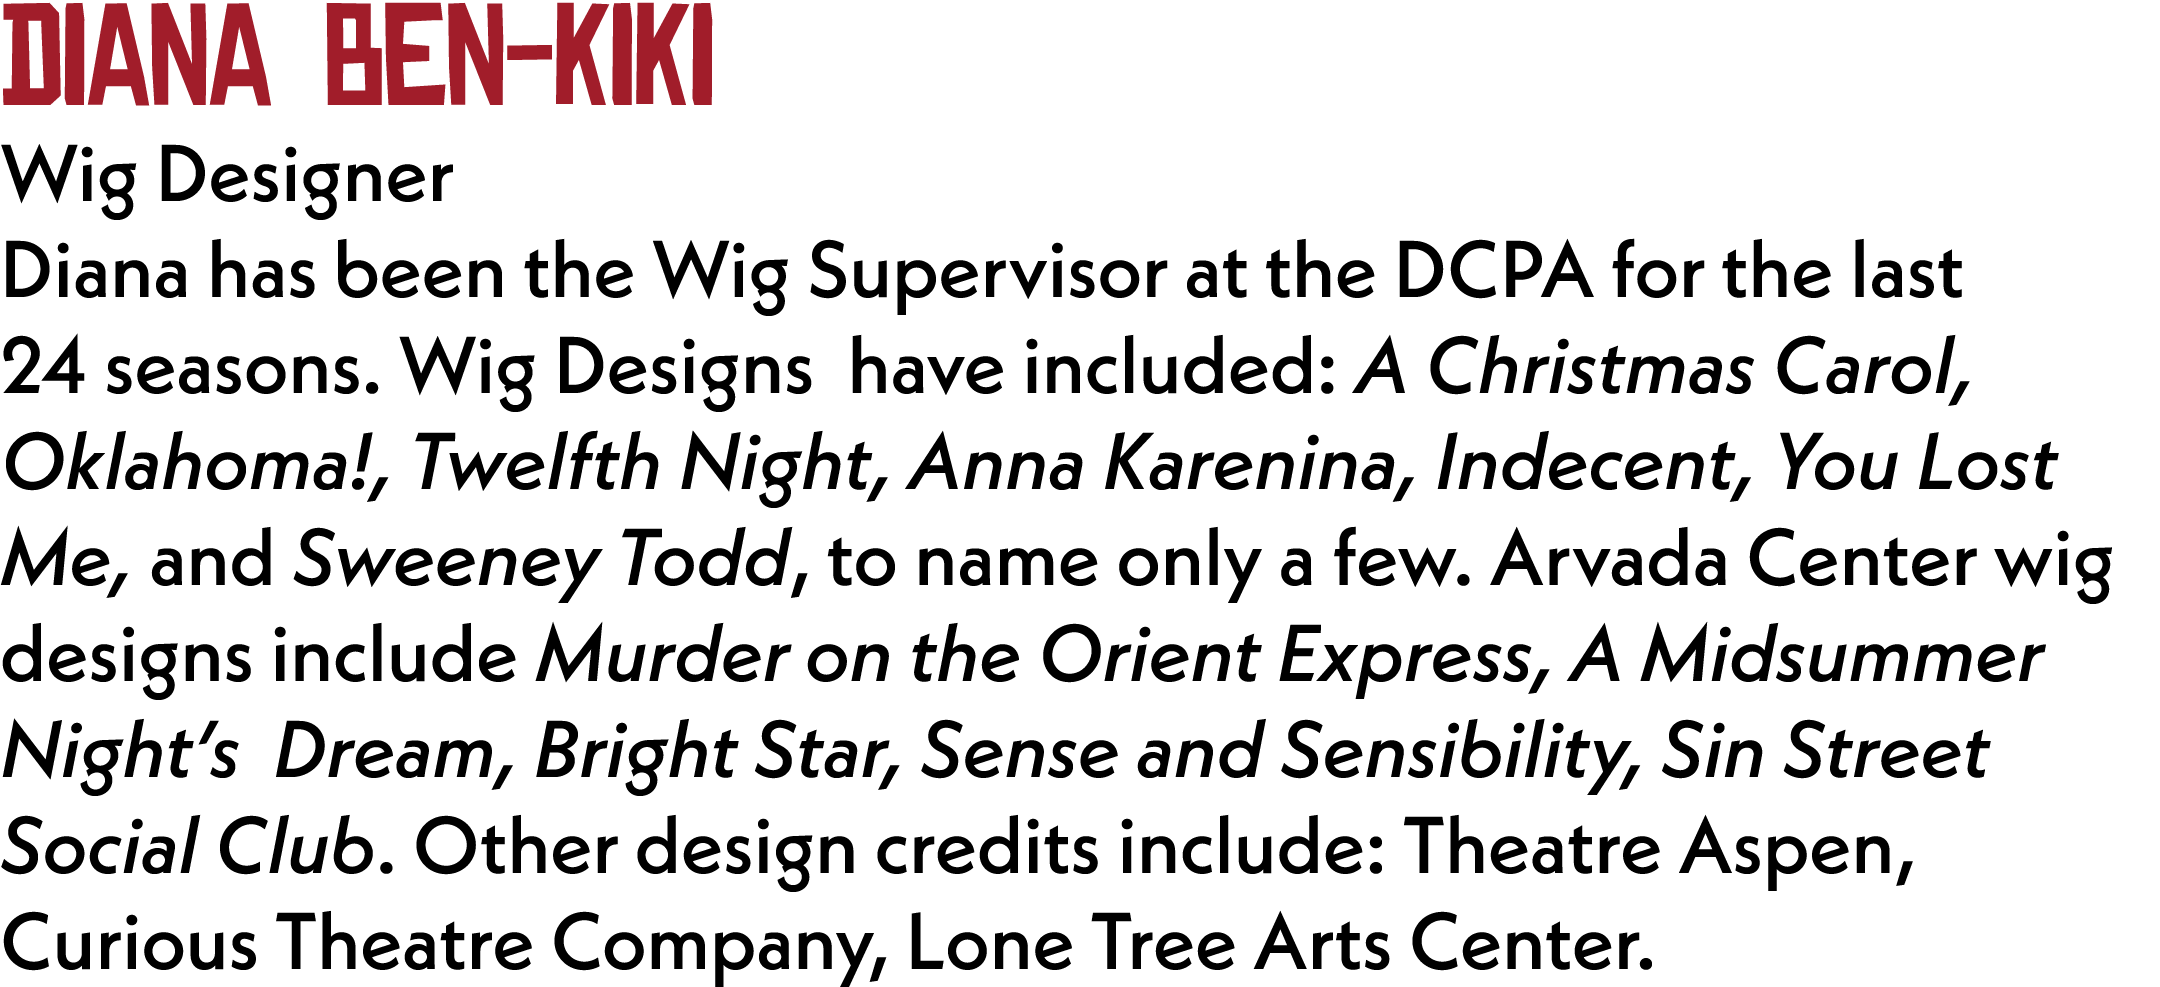 DIANA BEN-KIKI
Wig Designer
Diana has been the Wig Supervisor at the DCPA for the last
24 seasons. Wig Designs  have included: A Christmas Carol,
Oklahoma!, Twelfth Night, Anna Karenina, Indecent, You Lost
Me, and Sweeney Todd, to name only a few. Arvada Center wig
designs include Murder on the Orient Express, A Midsummer
Night’s  Dream, Bright Star, Sense and Sensibility, Sin Street
Social Club. Other design credits include: Theatre Aspen,
Curious Theatre Company, Lone Tree Arts Center.